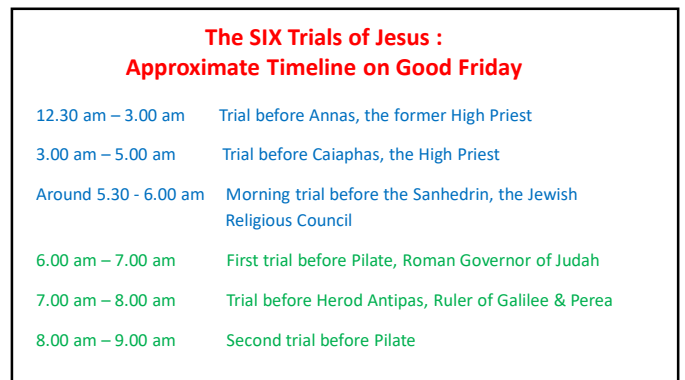 The SIX Trials of Jesus :
Approximate Timeline on Good Friday
12.30 am – 3.00 am Trial before Annas, the former High Priest
3.00 am – 5.00 am Trial before Caiaphas, the High Priest
Around 5.30 - 6.00 am Morning trial before the Sanhedrin, the Jewish
Religious Council
6.00 am – 7.00 am First trial before Pilate, Roman Governor of Judah
7.00 am – 8.00 am Trial before Herod Antipas, Ruler of Galilee & Perea
8.00 am – 9.00 am Second trial before Pilate